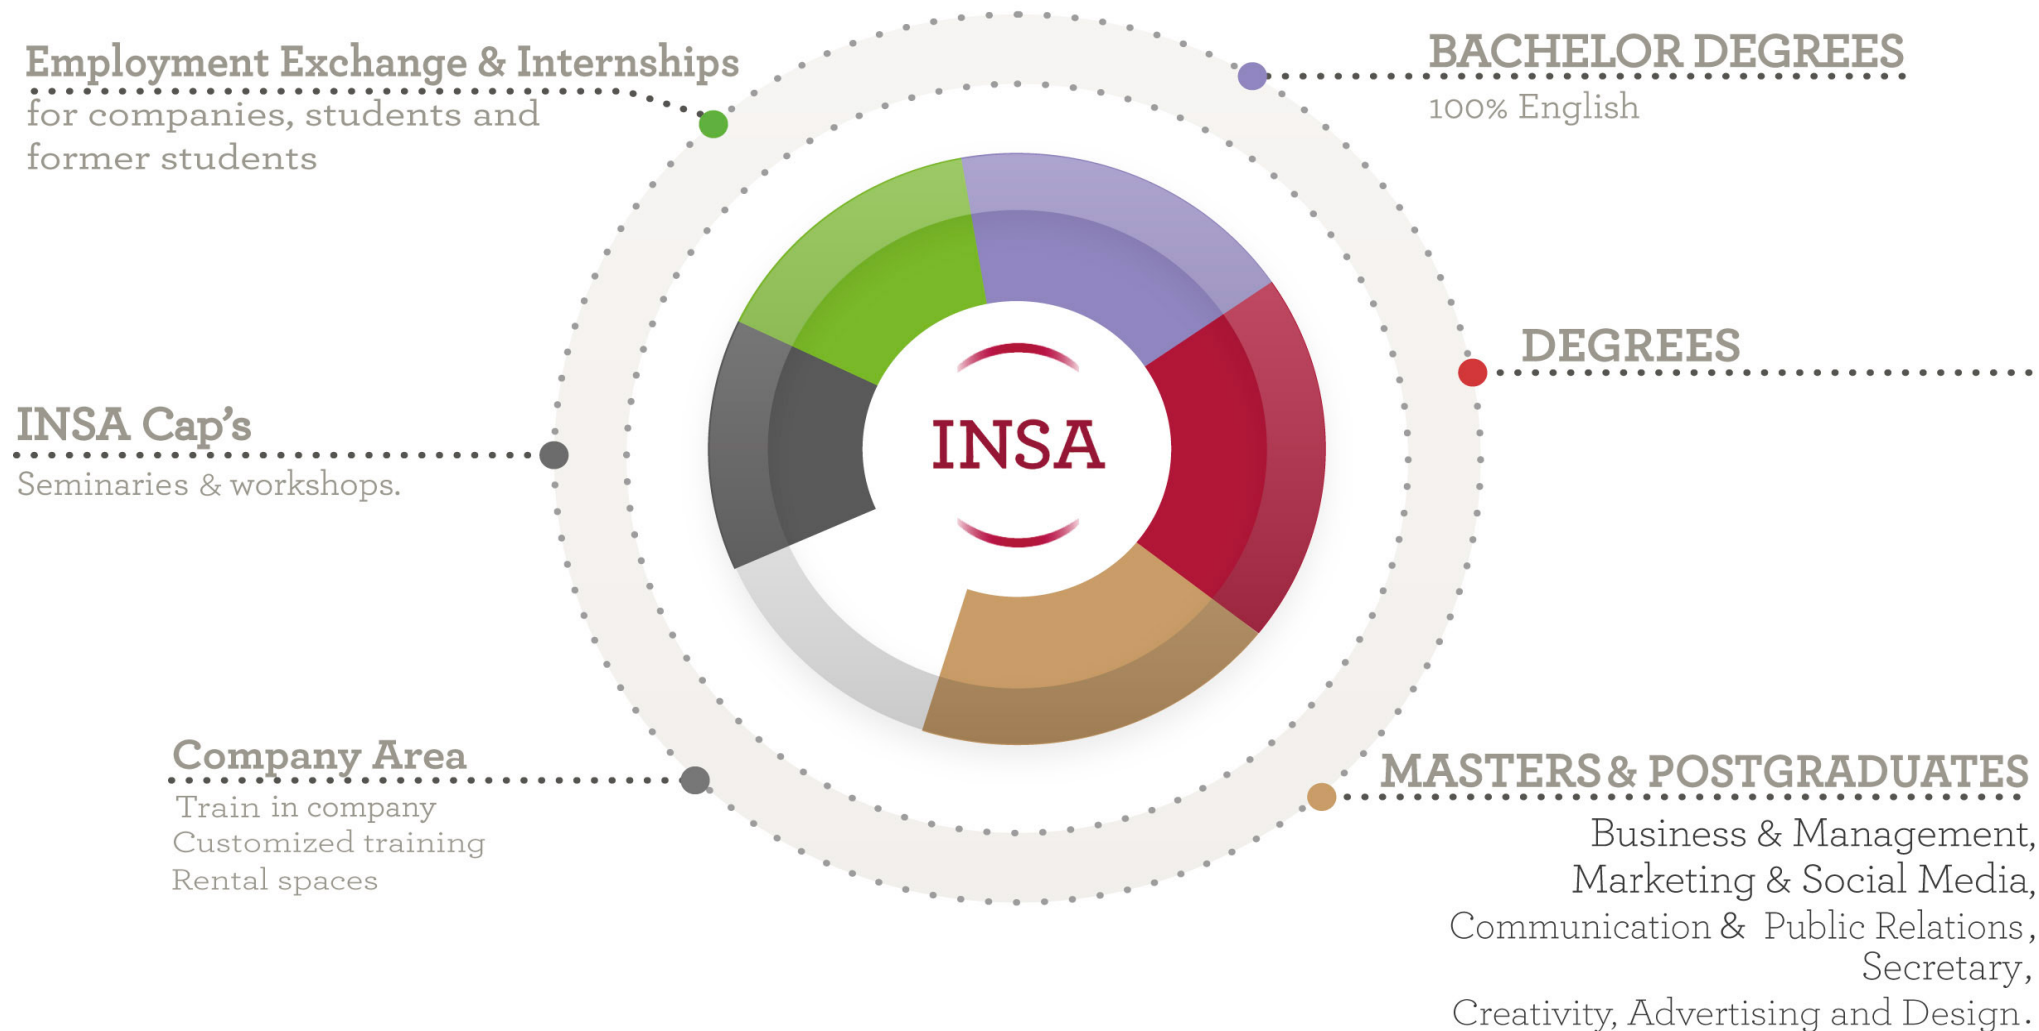 Employment Exchange & Internships
for companies, students and
former students
BACHELOR DEGREES
100% English
DEGREES
INSA Cap's
Seminaries & workshops.
INSA
Company Area
Train in company
Customized training
Rental spaces
MASTERS & POSTGRADUATES
Business & Management,
Marketing & Social Media,
Communication & Public Relations,
Secretary,
Creativity, Advertising and Design.